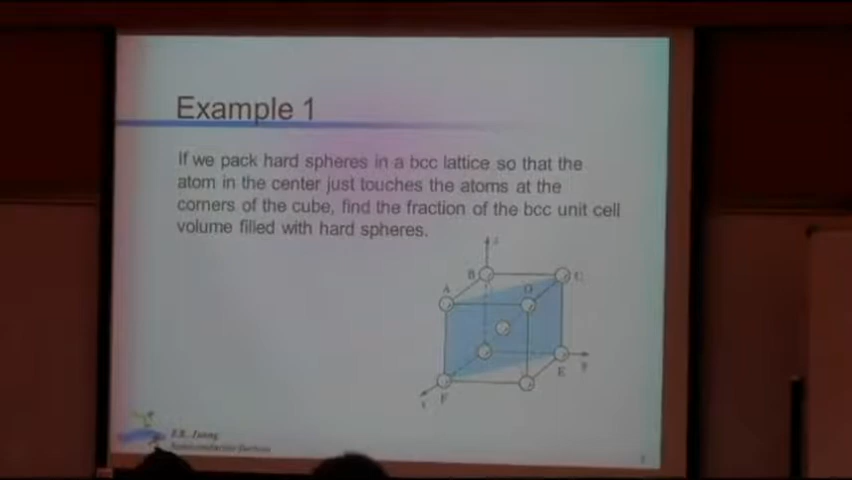 Example 1
If we pack hard spheres in a bcc lattice so that the
atom in the center just touches the atoms at the
corners of the cube, find the fraction of the bcc unit cell
volume filled with hard spheres.
z
B
C
A
D
E
y
x
F